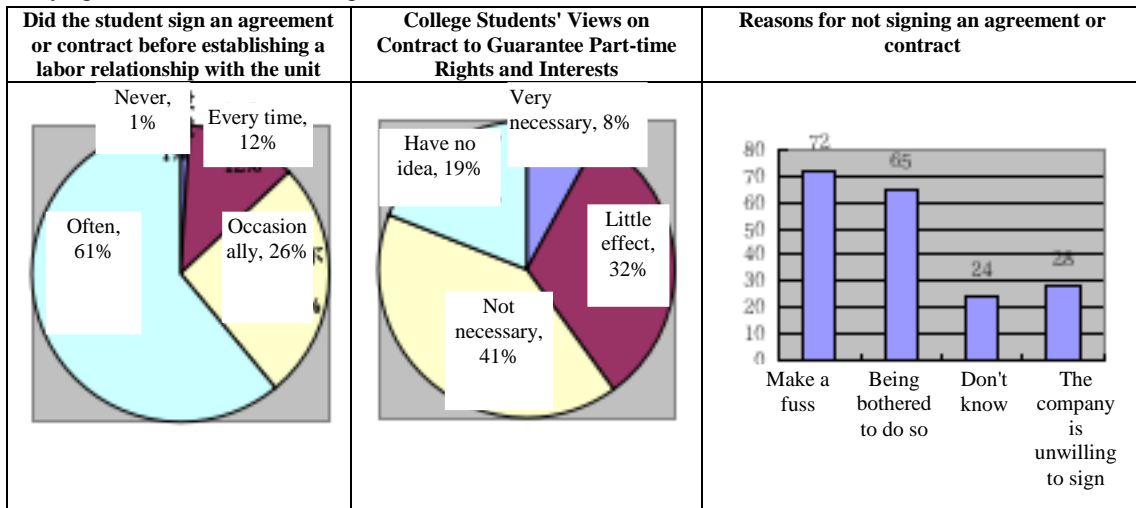 Did the student sign an agreement
or contract before establishing a
labor relationship with the unit
College Students' Views on
Contract to Guarantee Part-time
Rights and Interests
Reasons for not signing an agreement or
contract
Never,
1%
Every time,
12%
Often,
61%
Occasion
ally, 26%
Very
necessary, 8%
Have no
idea, 19%
Little
effect,
32%
Not
necessary,
41%
80
70
60
50
40
30
20
10
0
72
65
24
28
Make a
fuss
Being
bothered
to do so
Don't
know
The
company
is
unwilling
to sign